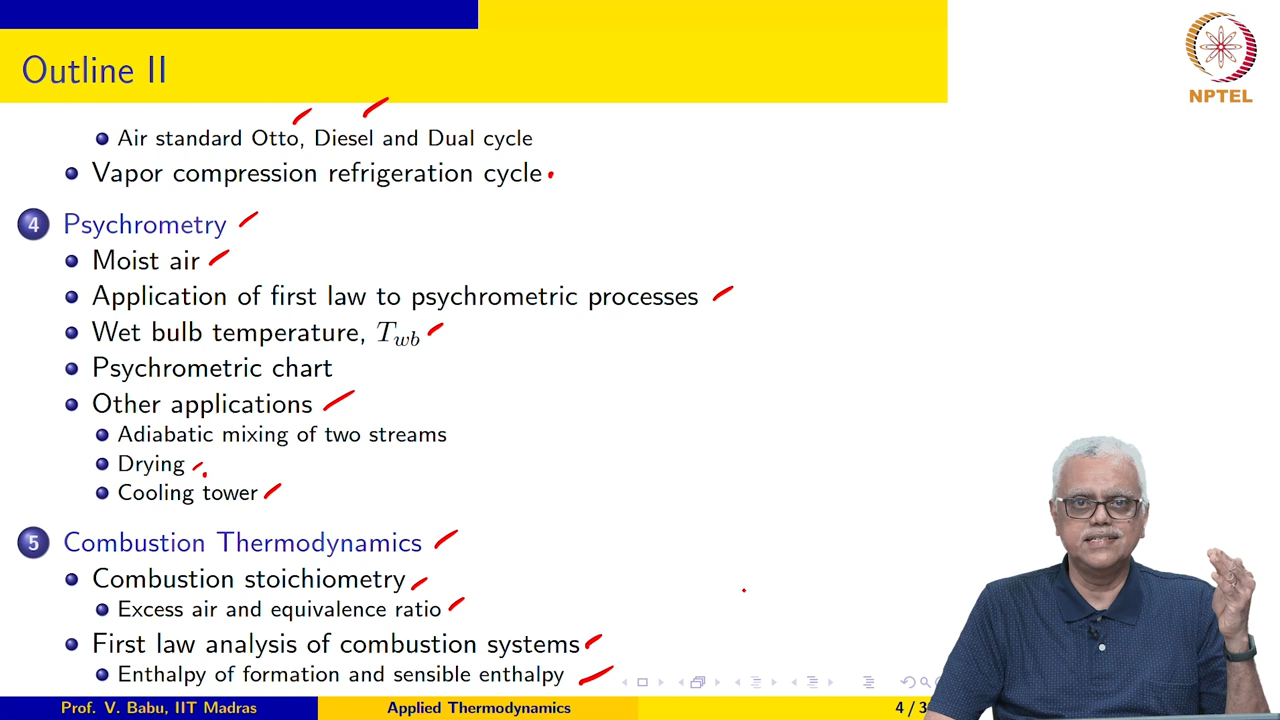 Outline II
NPTEL
Air standard Otto, Diesel and Dual cycle
Vapor compression refrigeration cycle
4 Psychrometry
Moist air
Application of first law to psychrometric processes
Wet bulb temperature, T_wb
Psychrometric chart
Other applications
Adiabatic mixing of two streams
Drying
Cooling tower
5 Combustion Thermodynamics
Combustion stoichiometry
Excess air and equivalence ratio
First law analysis of combustion systems
Enthalpy of formation and sensible enthalpy
Prof. V. Babu, IIT Madras Applied Thermodynamics 4 / 3